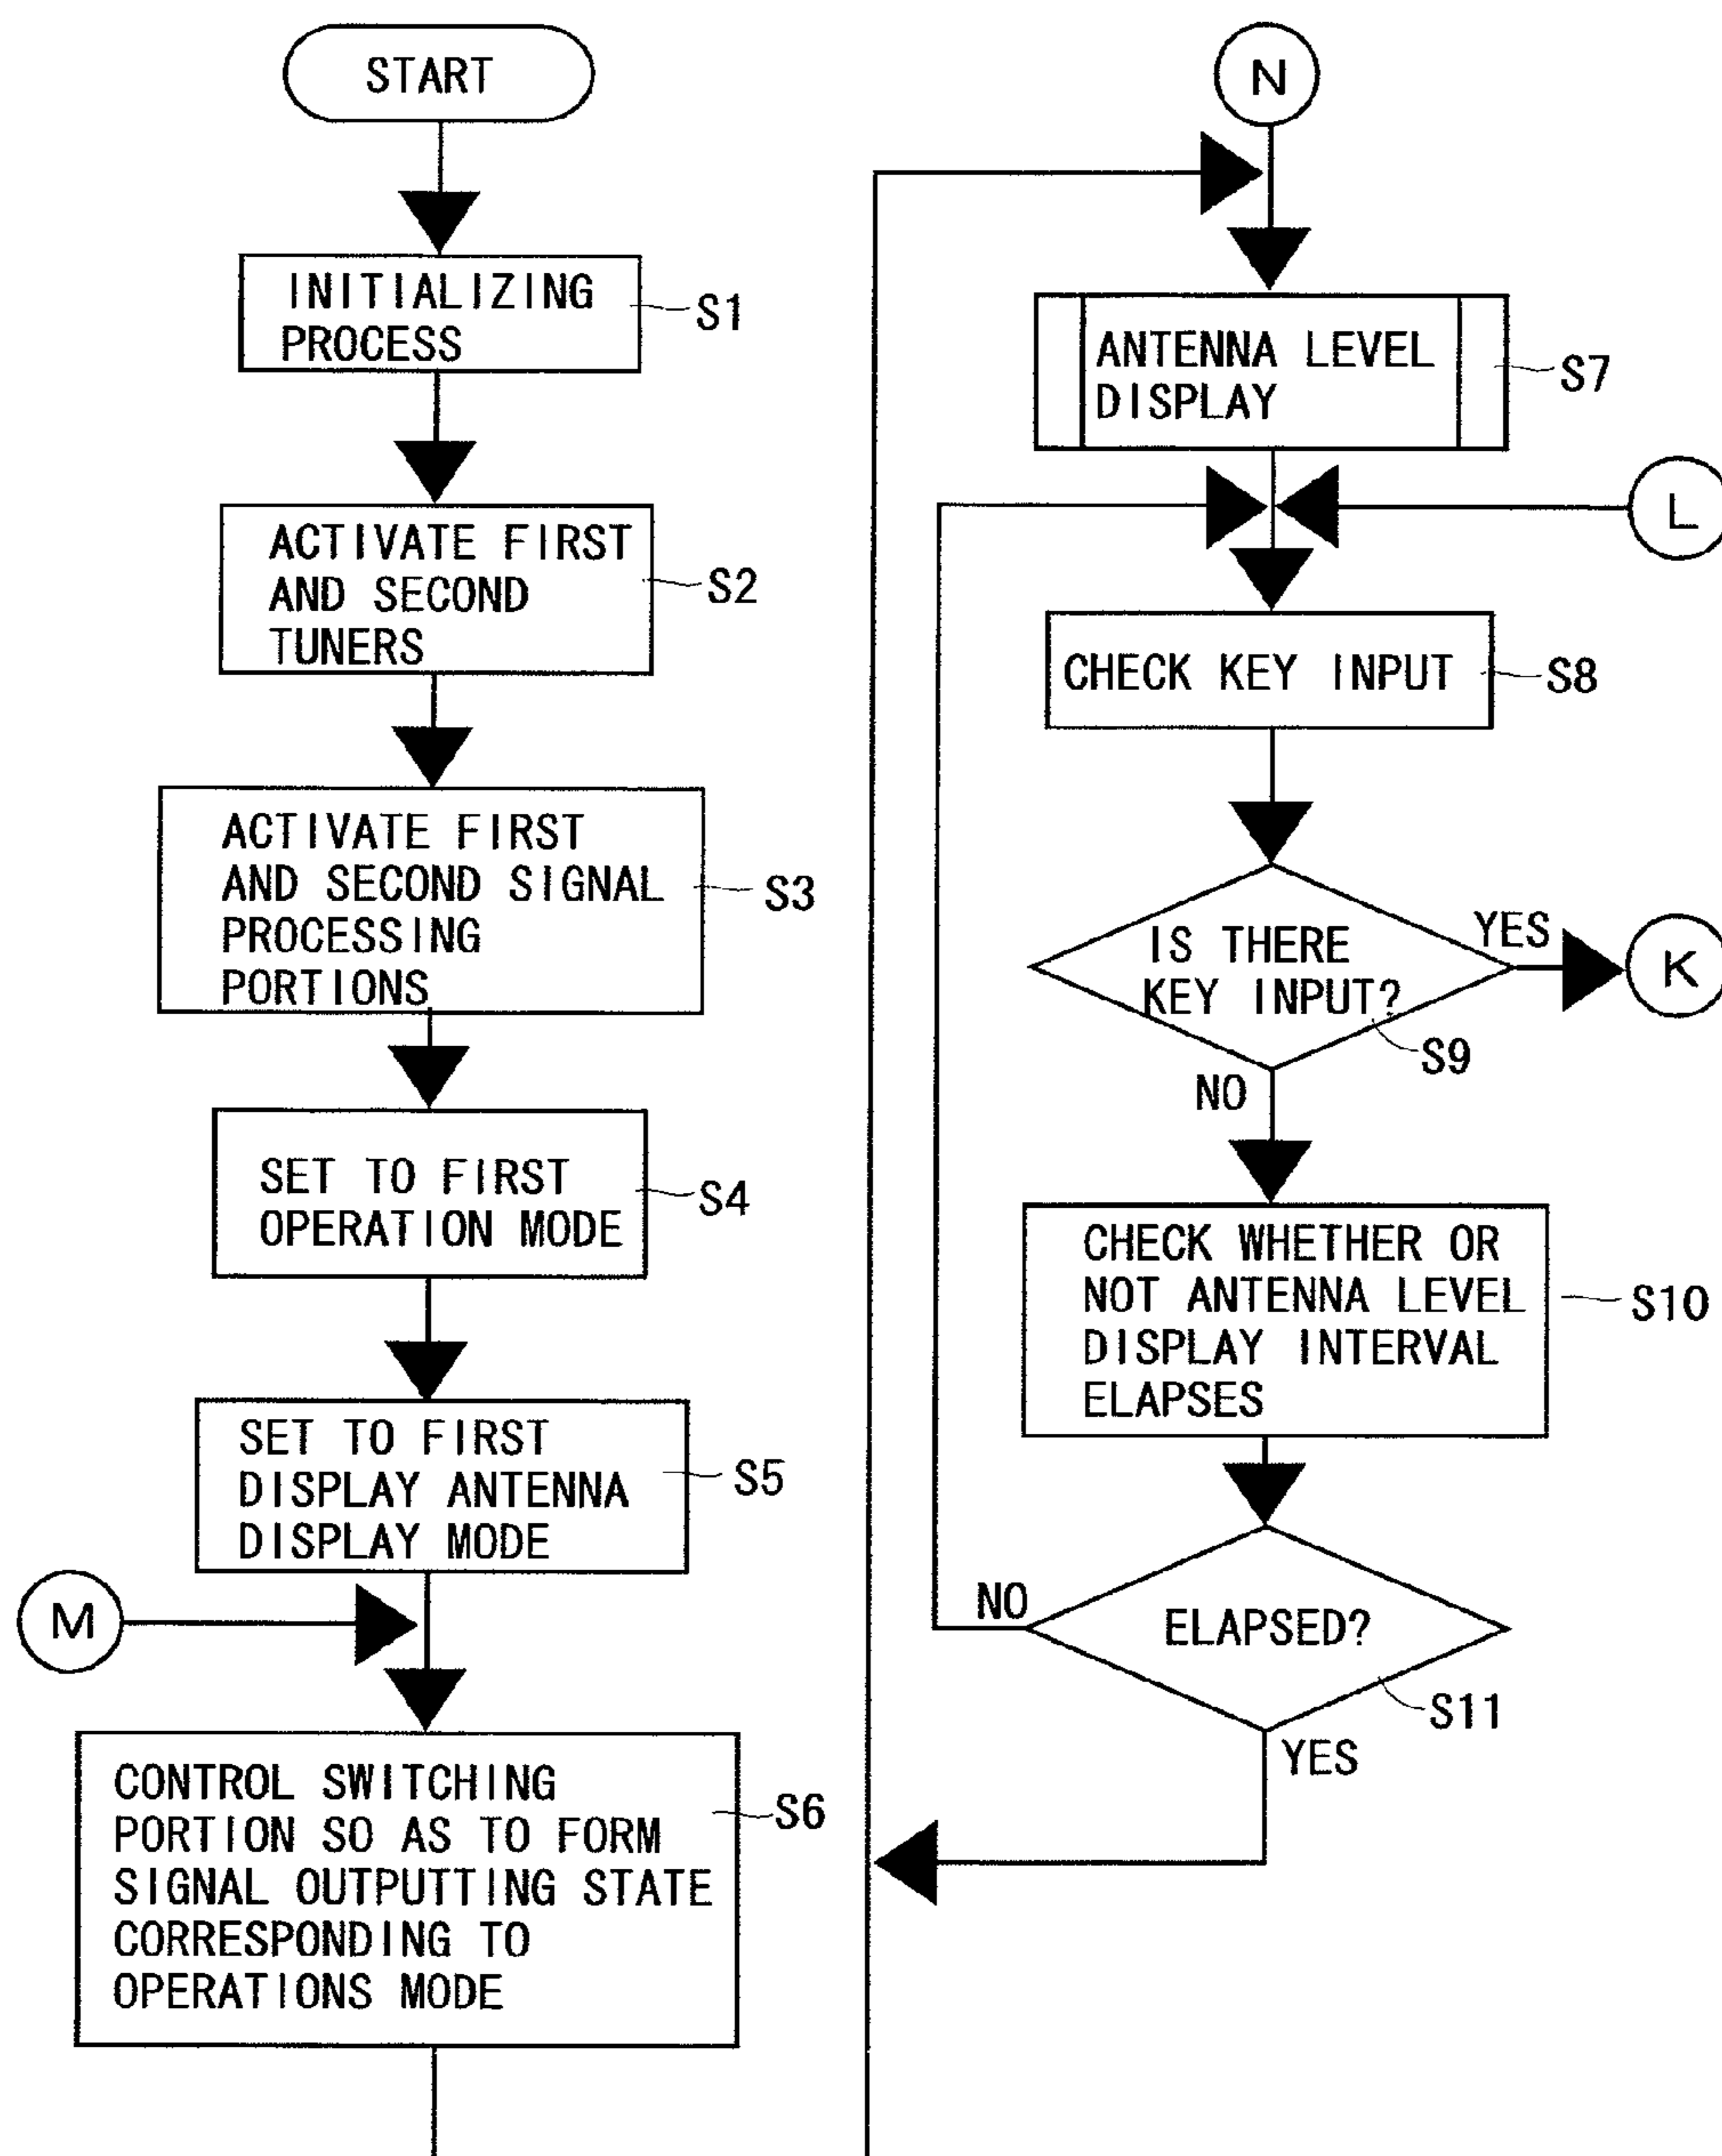 START
INITIALIZING
PROCESS
S1
ACTIVATE FIRST
AND SECOND
TUNERS
S2
ACTIVATE FIRST
AND SECOND SIGNAL
PROCESSING
PORTIONS
S3
SET TO FIRST
OPERATION MODE
S4
SET TO FIRST
DISPLAY ANTENNA
DISPLAY MODE
S5
M
CONTROL SWITCHING
PORTION SO AS TO FORM
SIGNAL OUTPUTTING STATE
CORRESPONDING TO
OPERATIONS MODE
S6
N
ANTENNA LEVEL
DISPLAY
S7
L
CHECK KEY INPUT
S8
IS THERE
KEY INPUT?
YES
K
S9
NO
CHECK WHETHER OR
NOT ANTENNA LEVEL
DISPLAY INTERVAL
ELAPSES
S10
NO
ELAPSED?
S11
YES